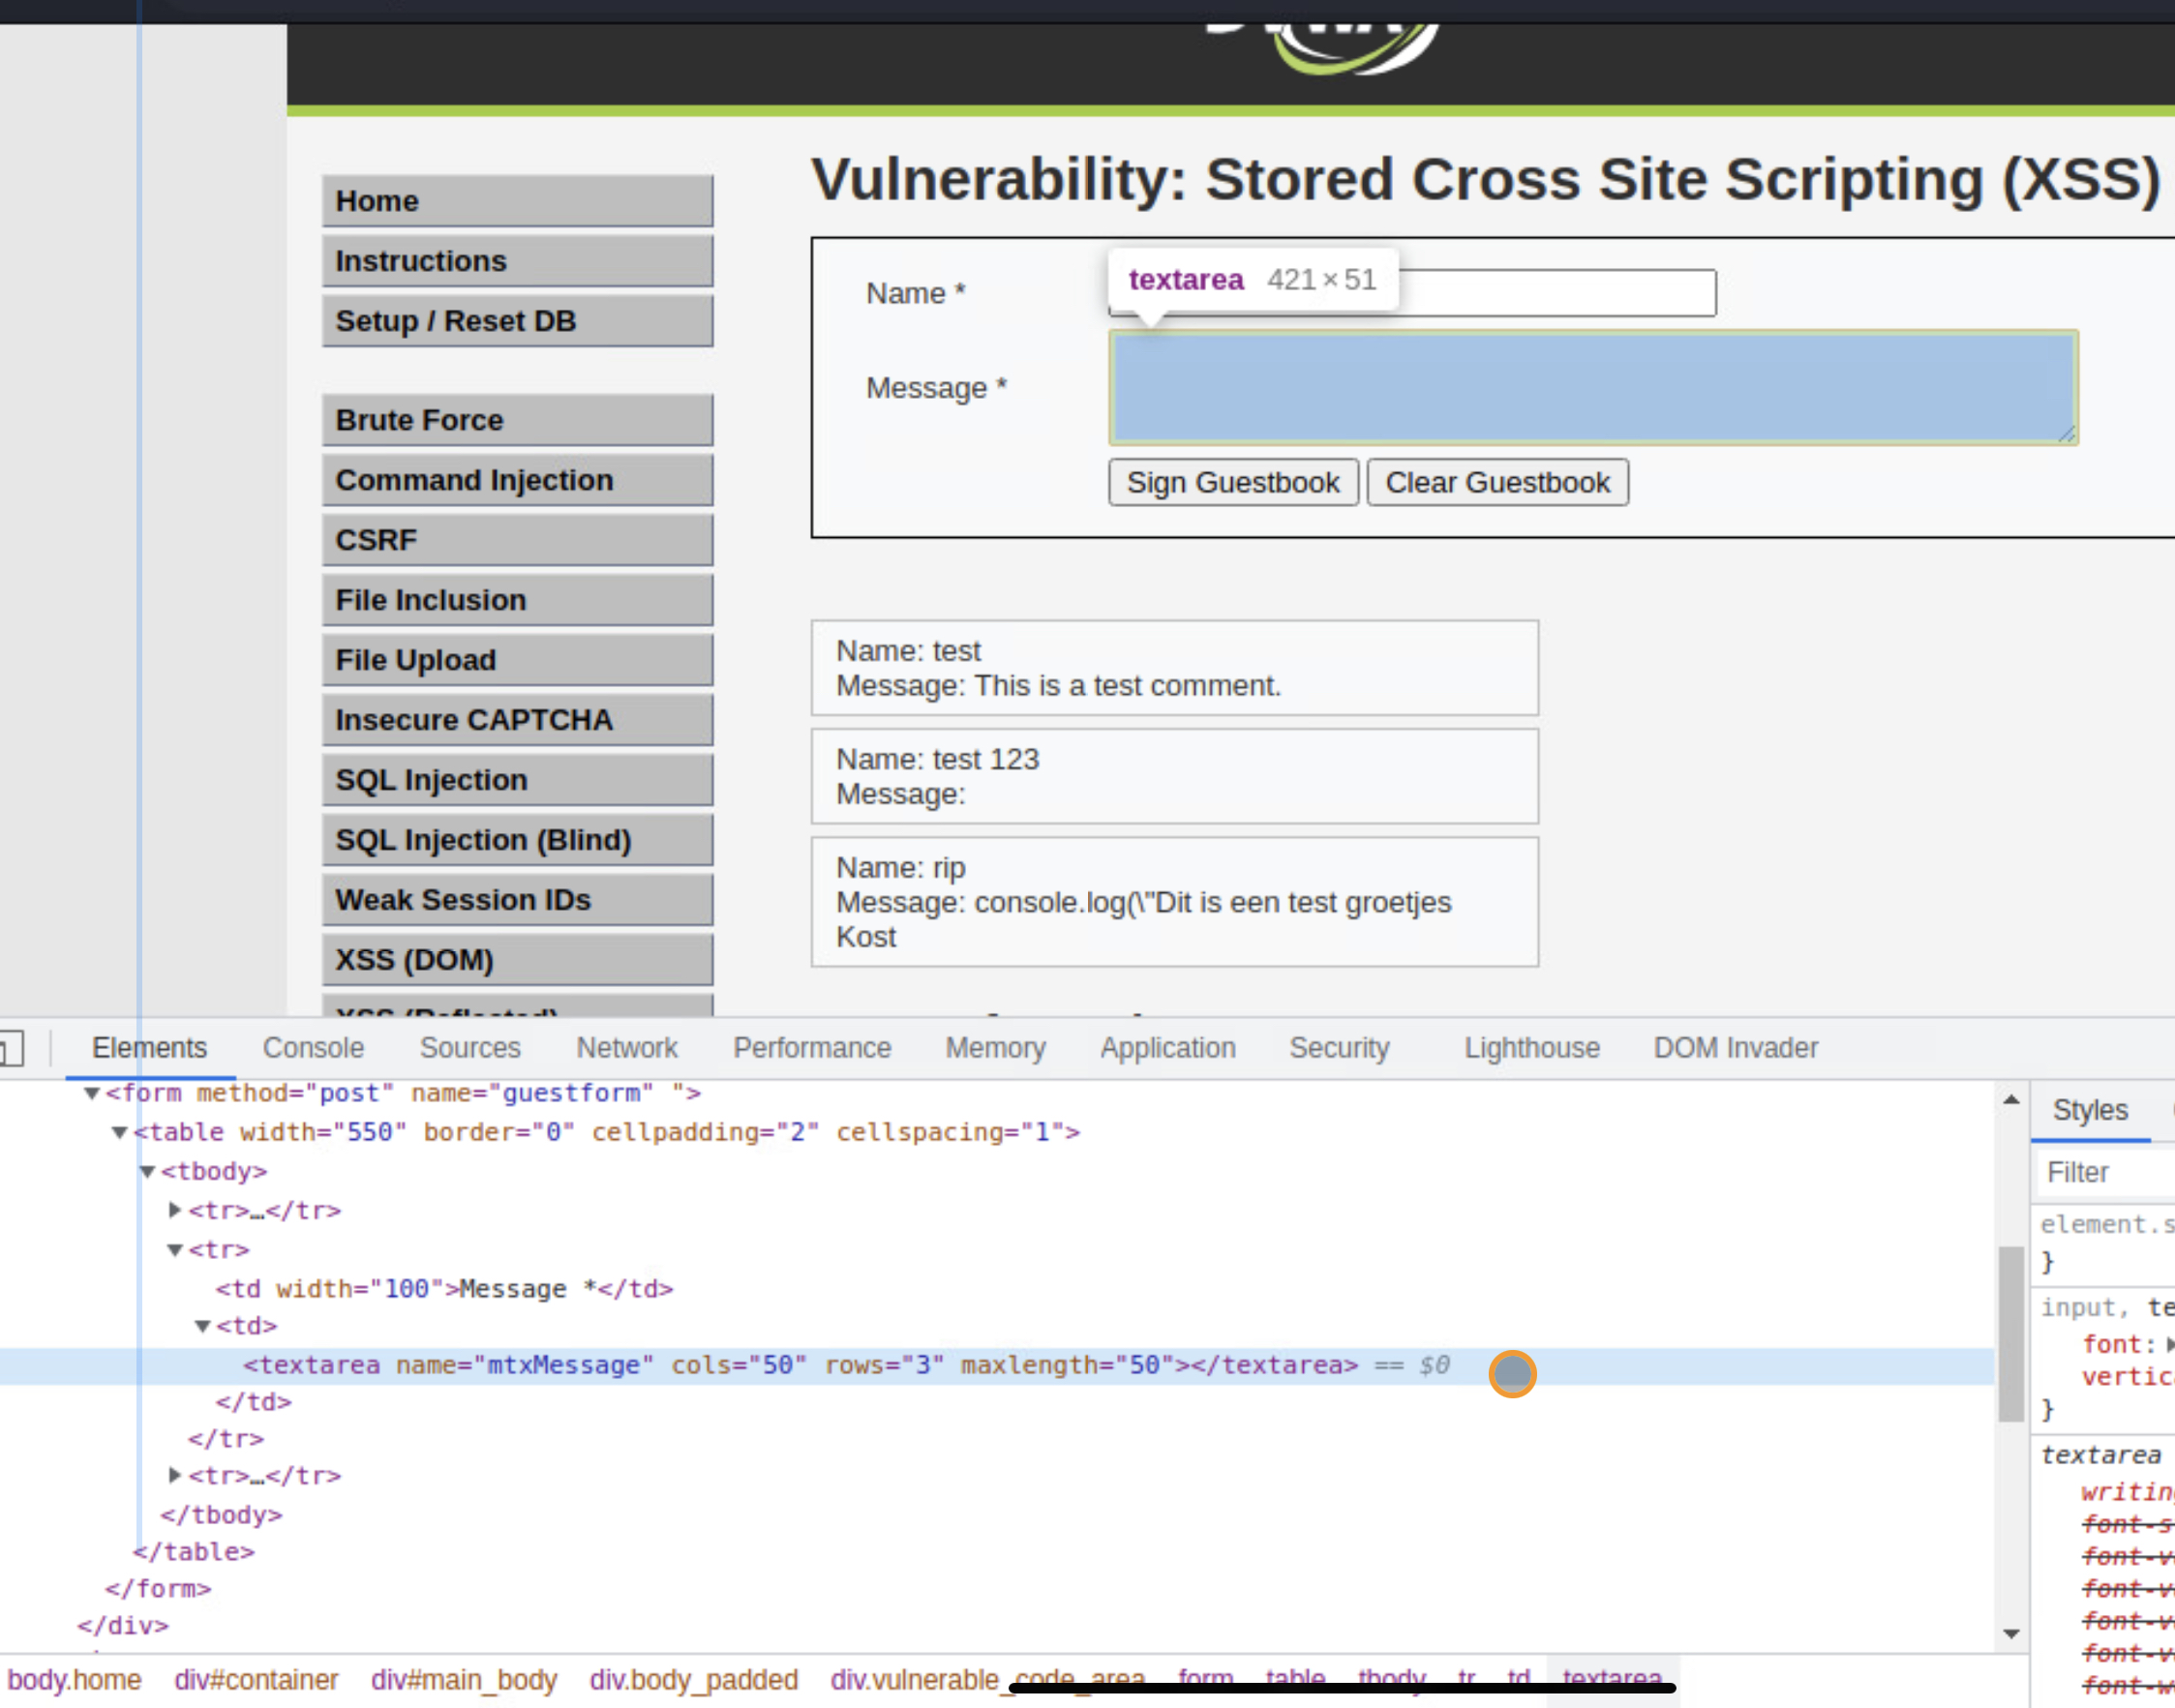 Vulnerability: Stored Cross Site Scripting (XSS)
Home
Instructions
Setup / Reset DB
Brute Force
Command Injection
CSRF
File Inclusion
File Upload
Insecure CAPTCHA
SQL Injection
SQL Injection (Blind)
Weak Session IDs
XSS (DOM)
XSS (Reflected)
Name *
textarea 421 × 51
Message *
Sign Guestbook Clear Guestbook
Name: test
Message: This is a test comment.
Name: test 123
Message:
Name: rip
Message: console.log(\"Dit is een test groetjes
Kost
Elements Console Sources Network Performance Memory Application Security Lighthouse DOM Invader
<form method="post" name="guestform" ">
<table width="550" border="0" cellpadding="2" cellspacing="1">
<tbody>
<tr>…</tr>
<tr>
<td width="100">Message *</td>
<td>
<textarea name="mtxMessage" cols="50" rows="3" maxlength="50"></textarea> == $0
</td>
</tr>
<tr>…</tr>
</tbody>
</table>
</form>
</div>
body.home div#container div#main_body div.body_padded div.vulnerable_code_area form table tbody tr td textarea
Styles
Filter
element.s
}
input, te
font:
vertica
}
textarea
writing
font-s
font-v
font-v
font-v
font-v
font-w